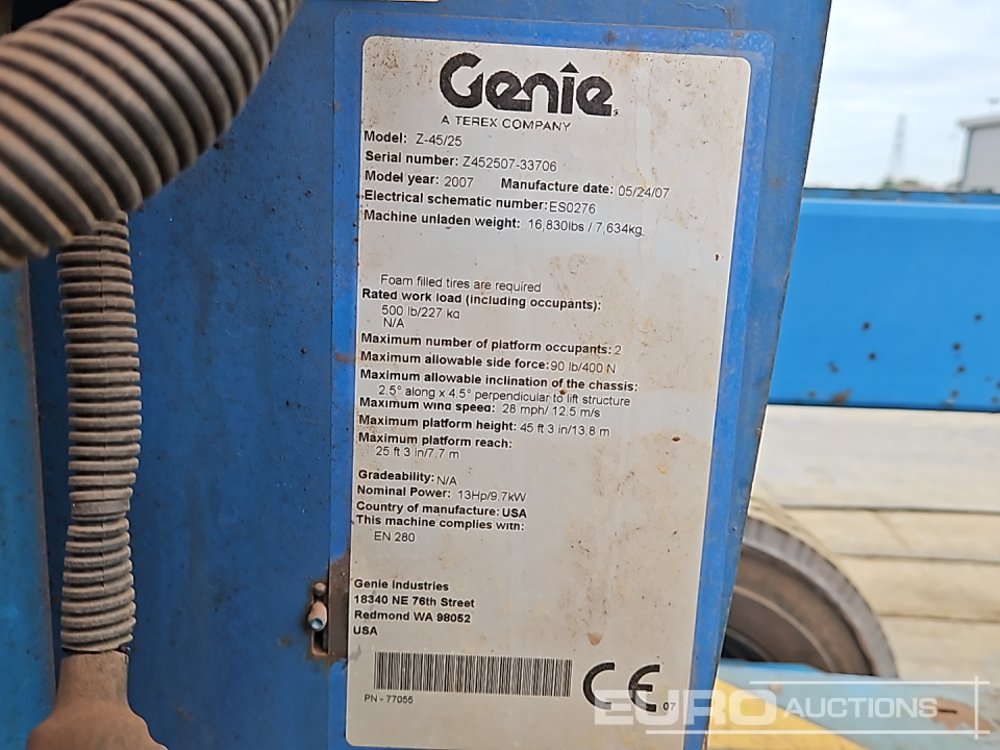 Genie
A TEREX COMPANY
Model: Z-45/25
Serial number: Z452507-33706
Model year: 2007 Manufacture date: 05/24/07
Electrical schematic number: ES0276
Machine unladen weight: 16,830lbs / 7,634kg
Foam filled tires are required
Rated work load (including occupants):
500 lb/227 kg
N/A
Maximum number of platform occupants: 2
Maximum allowable side force: 90 lb/400 N
Maximum allowable inclination of the chassis:
2.5° along x 4.5° perpendicular to lift structure
Maximum wind speed: 28 mph/ 12.5 m/s
Maximum platform height: 45 ft 3 in/13.8 m
Maximum platform reach:
25 ft 3 in/7.7 m
Gradeability: N/A
Nominal Power: 13Hp/9.7kW
Country of manufacture: USA
This machine complies with:
EN 280
Genie Industries
18340 NE 76th Street
Redmond WA 98052
USA
PN - 77055
CE 07
EURO AUCTIONS